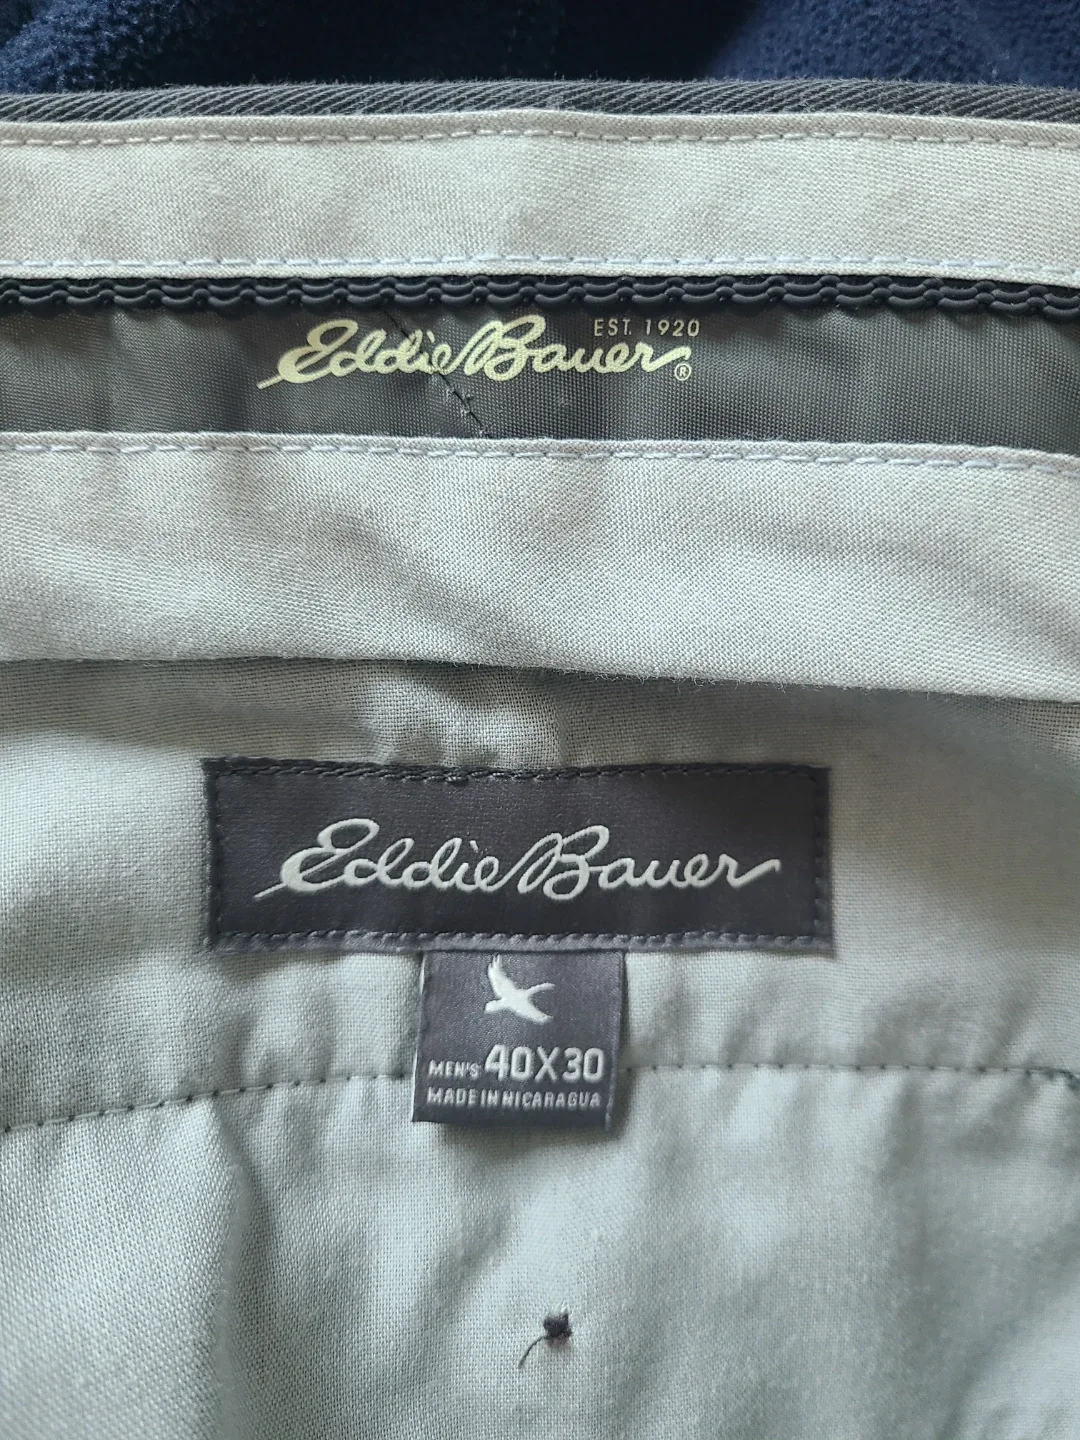 EST. 1920
Eddie Bauer®
Eddie Bauer
MEN'S 40X30
MADE IN NICARAGUA